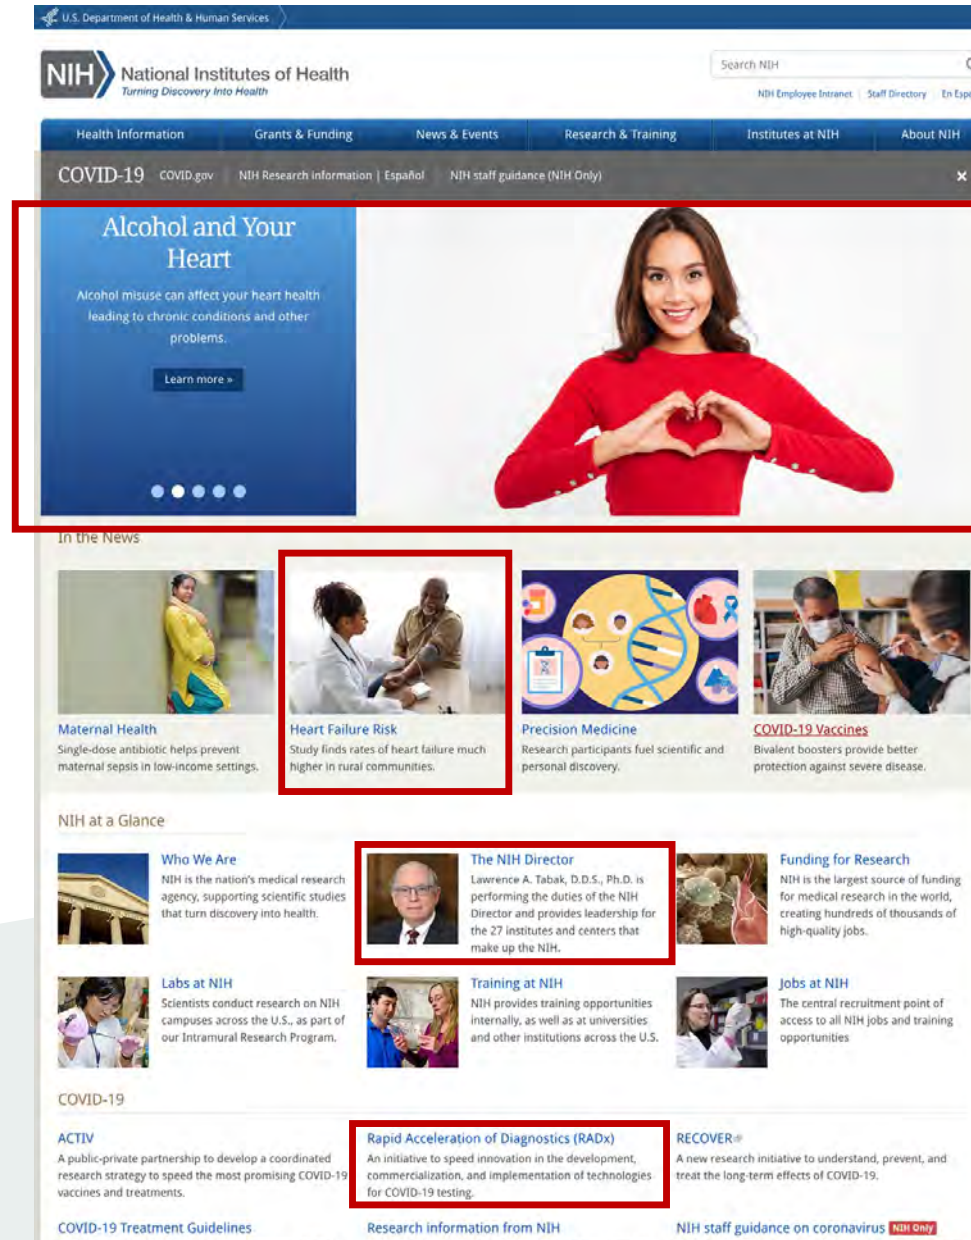 U.S. Department of Health & Human Services
NIH National Institutes of Health
Turning Discovery Into Health
Search NIH
NIH Employee Intranet Staff Directory En
Health Information Grants & Funding News & Events Research & Training Institutes at NIH About NIH
COVID-19 COVID.gov NIH Research Information | Español NIH staff guidance (NIH Only)
Alcohol and Your
Heart
Alcohol misuse can affect your heart health
leading to chronic conditions and other
problems.
Learn more »
In the News
Maternal Health
Single-dose antibiotic helps prevent
maternal sepsis in low-income settings.
Heart Failure Risk
Study finds rates of heart failure much
higher in rural communities.
Precision Medicine
Research participants fuel scientific and
personal discovery.
COVID-19 Vaccines
Bivalent boosters provide better
protection against severe disease.
NIH at a Glance
Who We Are
NIH is the nation's medical research
agency, supporting scientific studies
that turn discovery into health.
The NIH Director
Lawrence A. Tabak, D.D.S., Ph.D. is
performing the duties of the NIH
Director and provides leadership for
the 27 institutes and centers that
make up the NIH.
Funding for Research
NIH is the largest source of funding
for medical research in the world,
creating hundreds of thousands of
high-quality jobs.
Labs at NIH
Scientists conduct research on NIH
campuses across the U.S., as part of
our Intramural Research Program.
Training at NIH
NIH provides training opportunities
internally, as well as at universities
and other institutions across the U.S.
Jobs at NIH
The central recruitment point of
access to all NIH jobs and training
opportunities
COVID-19
ACTIV
A public-private partnership to develop a coordinated
research strategy to speed the most promising COVID-19
vaccines and treatments.
Rapid Acceleration of Diagnostics (RADx)
An initiative to speed innovation in the development,
commercialization, and implementation of technologies
for COVID-19 testing.
RECOVER
A new research initiative to understand, prevent, and
treat the long-term effects of COVID-19.
COVID-19 Treatment Guidelines
Research information from NIH
NIH staff guidance on coronavirus NIH Only